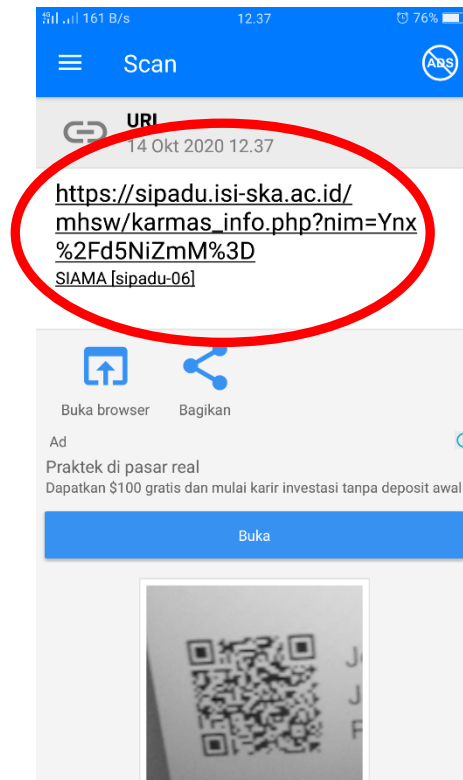 161 B/s 12.37 76%
Scan
ADS
URI
14 Okt 2020 12.37
https://sipadu.isi-ska.ac.id/
mhsw/karmas_info.php?nim=Ynx
%2Fd5NiZmM%3D
SIAMA [sipadu-06]
Buka browser Bagikan
Ad
Praktek di pasar real
Dapatkan $100 gratis dan mulai karir investasi tanpa deposit awal
Buka